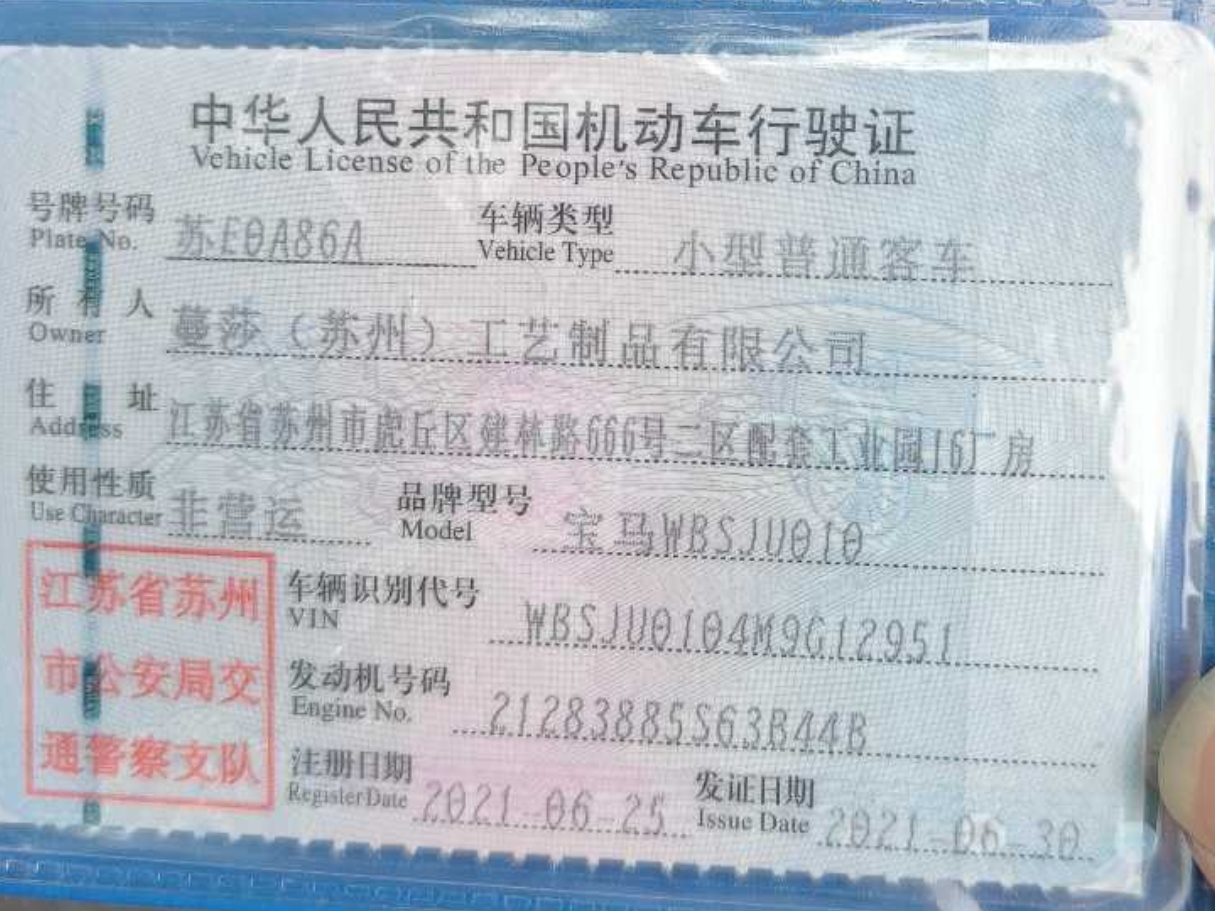 中华人民共和国机动车行驶证
Vehicle License of the People's Republic of China
号牌号码 苏E0A86A 车辆类型 小型普通客车
Plate No. Vehicle Type
所有人 蔓莎（苏州）工艺制品有限公司
Owner
住址 江苏省苏州市虎丘区建林路666号二区配套工业园16厂房
Address
使用性质 非营运 品牌型号 宝马WBSJU010
Use Character Model
江苏省苏州
市公安局交
通警察支队
车辆识别代号 WBSJU0104M9G12951
VIN
发动机号码 21283885S63B44B
Engine No.
注册日期 2021-06-25 发证日期 2021-06-30
Register Date Issue Date